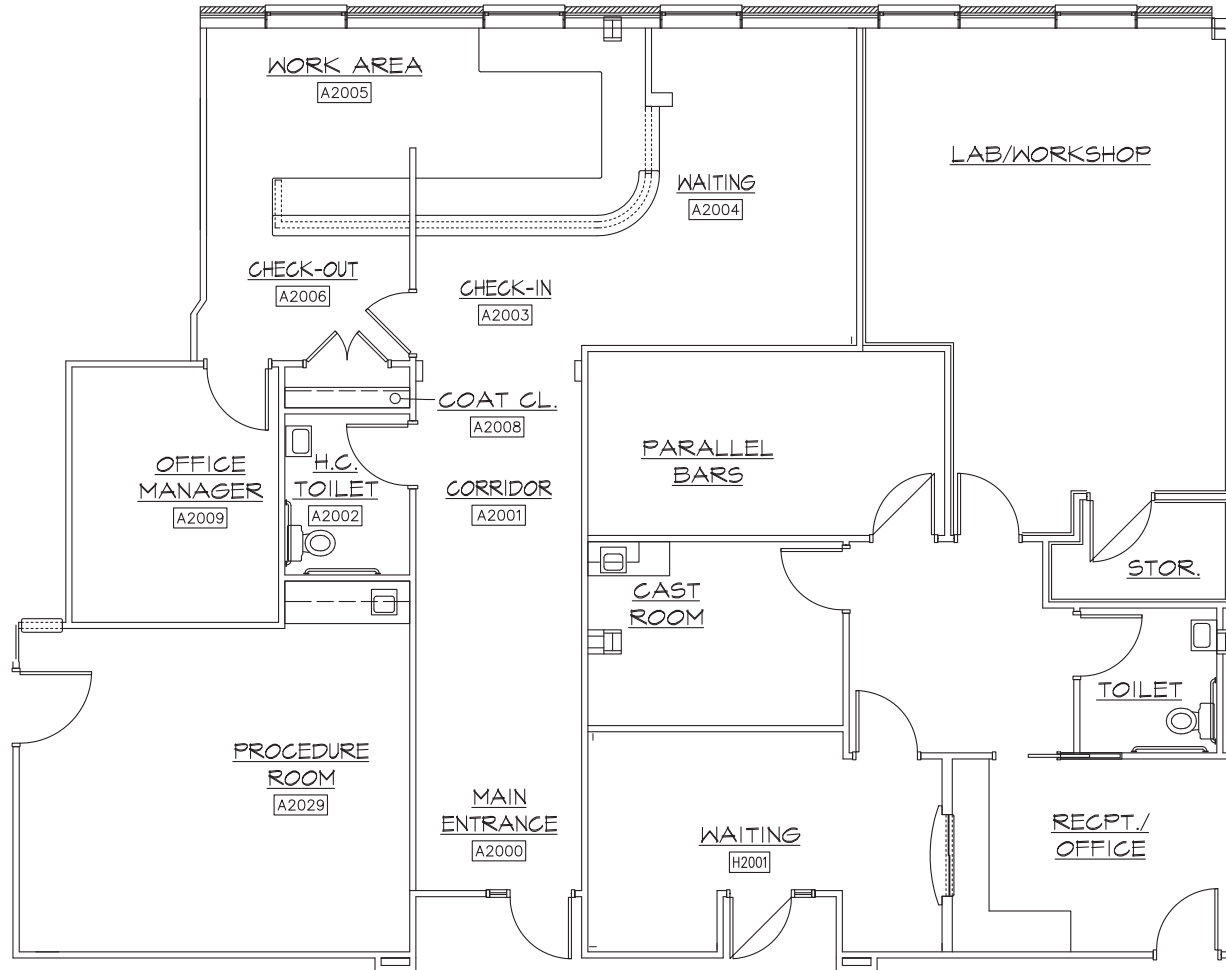 WORK AREA
A2005
LAB/WORKSHOP
WAITING
A2004
CHECK-OUT
A2006
CHECK-IN
A2003
COAT CL.
A2008
PARALLEL
BARS
OFFICE
MANAGER
A2009
H.C.
TOILET
A2002
CORRIDOR
A2001
STOR.
CAST
ROOM
TOILET
PROCEDURE
ROOM
A2029
MAIN
ENTRANCE
A2000
WAITING
H2001
RECPT./
OFFICE